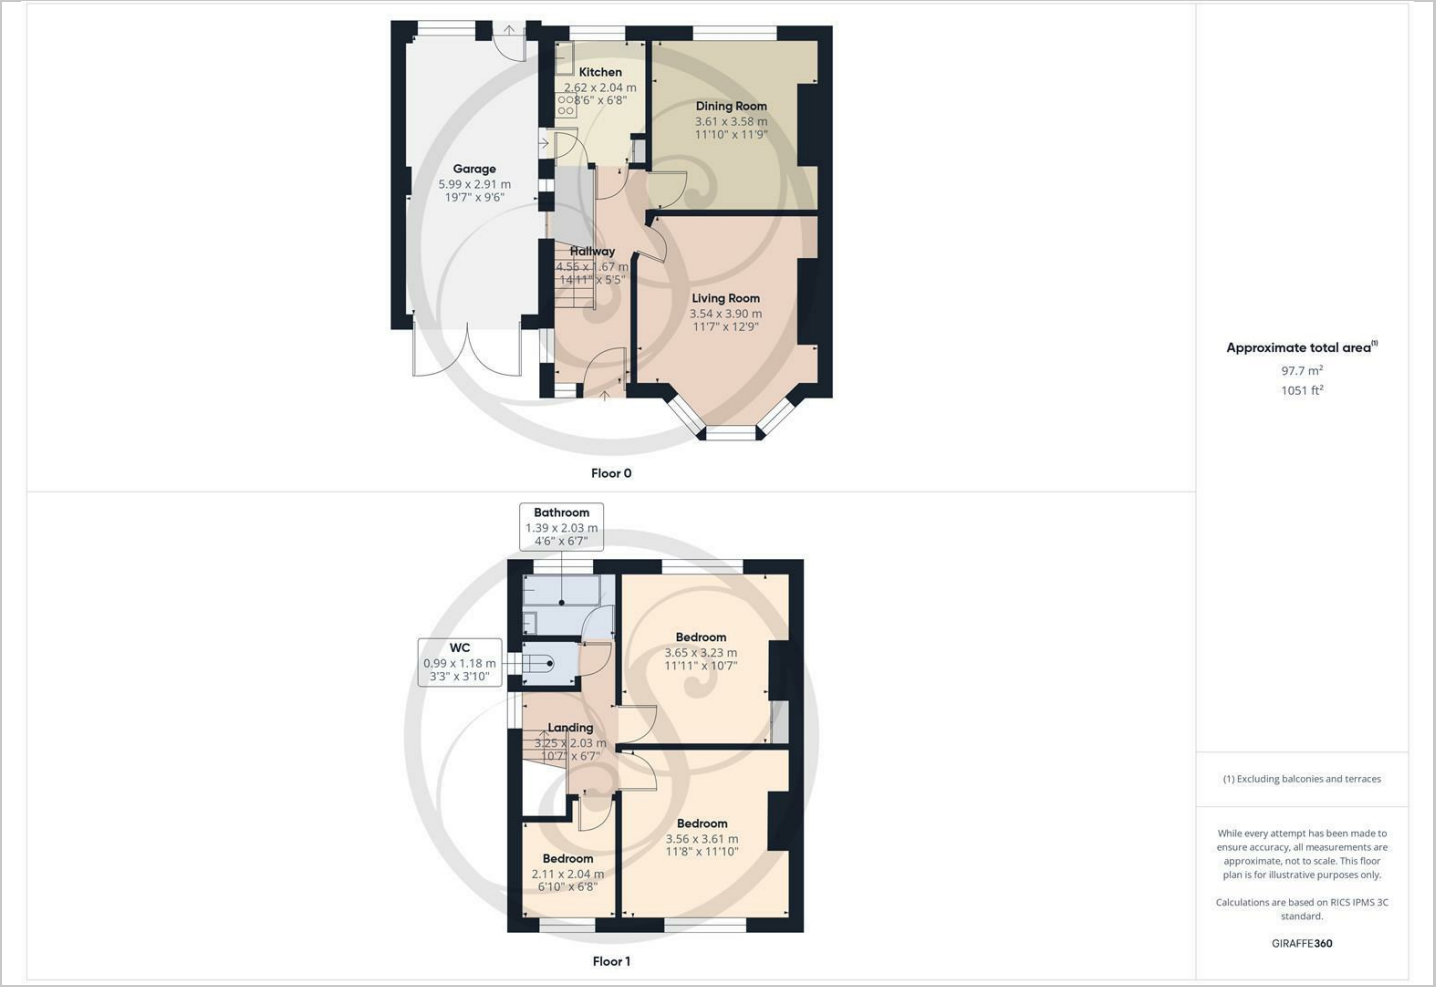 Kitchen
2.62 x 2.04 m
8'6" x 6'8"
Dining Room
3.61 x 3.58 m
11'10" x 11'9"
Garage
5.99 x 2.91 m
19'7" x 9'6"
Hallway
4.56 x 1.67 m
14'11" x 5'5"
Living Room
3.54 x 3.90 m
11'7" x 12'9"
Floor 0
Approximate total area(1)
97.7 m²
1051 ft²
Bathroom
1.39 x 2.03 m
4'6" x 6'7"
WC
0.99 x 1.18 m
3'3" x 3'10"
Bedroom
3.65 x 3.23 m
11'11" x 10'7"
Landing
3.25 x 2.03 m
10'7" x 6'7"
Bedroom
3.56 x 3.61 m
11'8" x 11'10"
Bedroom
2.11 x 2.04 m
6'10" x 6'8"
Floor 1
(1) Excluding balconies and terraces
While every attempt has been made to
ensure accuracy, all measurements are
approximate, not to scale. This floor
plan is for illustrative purposes only.
Calculations are based on RICS IPMS 3C
standard.
GIRAFFE360